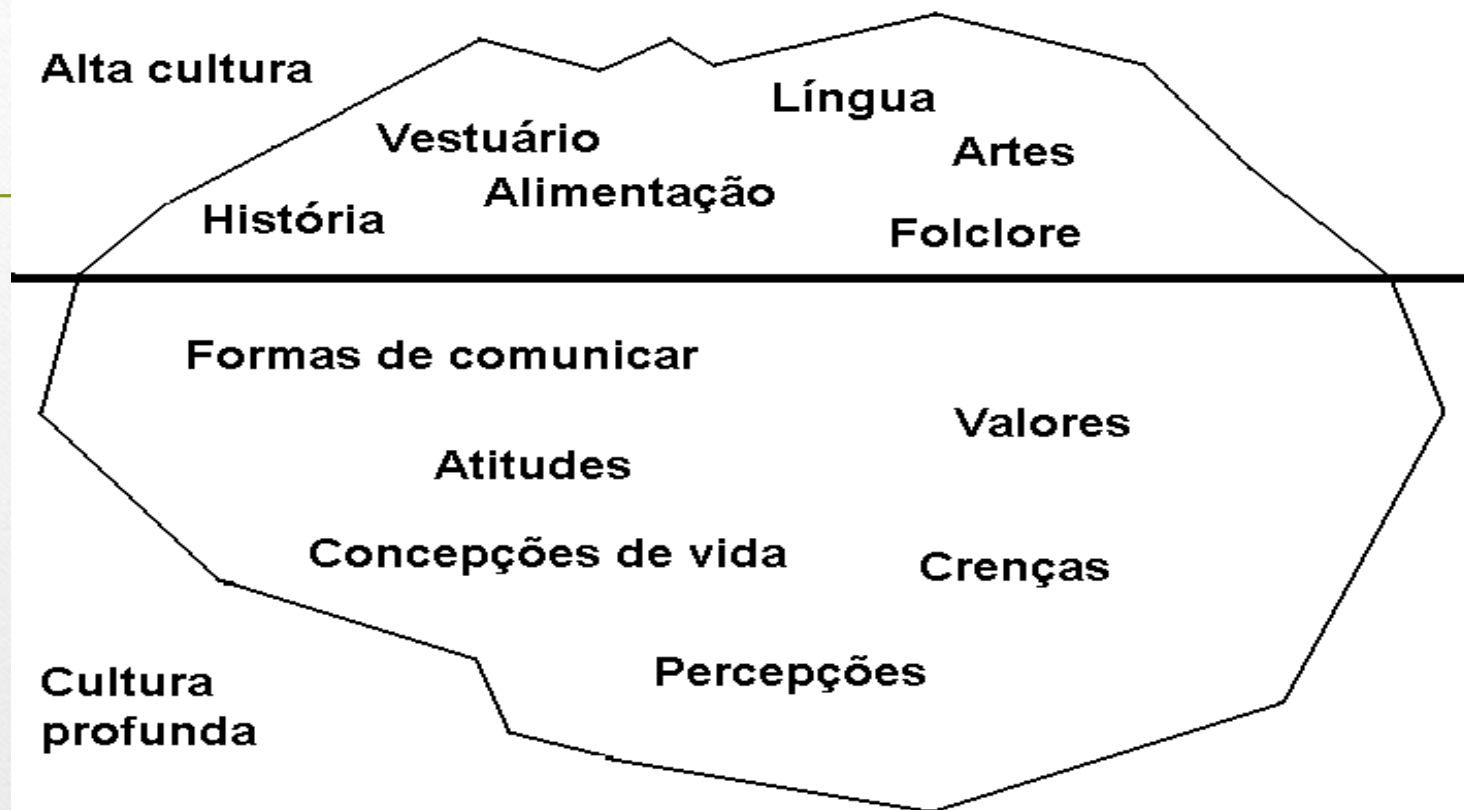 Alta cultura
Língua
Vestuário
Artes
Alimentação
História
Folclore
Formas de comunicar
Valores
Atitudes
Concepções de vida
Crenças
Percepções
Cultura
profunda